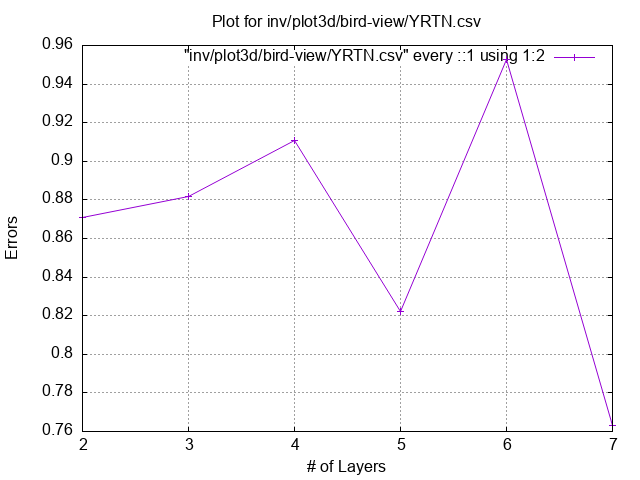 Plot for inv/plot3d/bird-view/YRTN.csv
"inv/plot3d/bird-view/YRTN.csv" every ::1 using 1:2
0.96
0.94
0.92
0.9
0.88
0.86
0.84
0.82
0.8
0.78
0.76
Errors
2 3 4 5 6 7
# of Layers